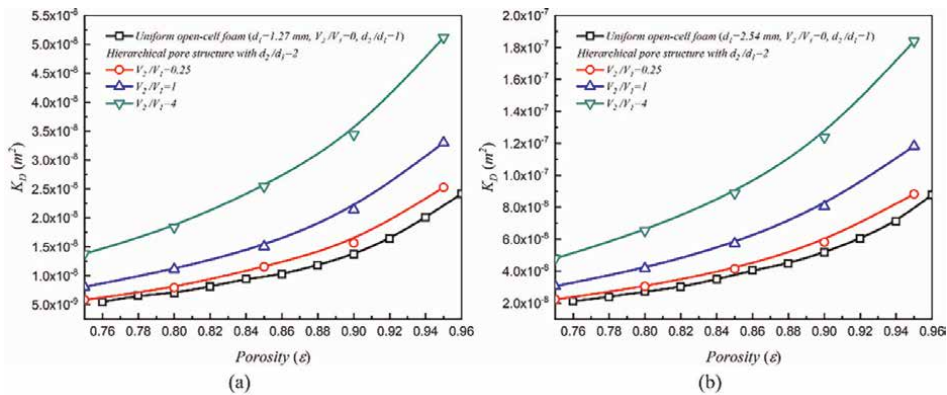 5.5x10⁻⁸
5.0x10⁻⁸
4.5x10⁻⁸
4.0x10⁻⁸
3.5x10⁻⁸
3.0x10⁻⁸
2.5x10⁻⁸
2.0x10⁻⁸
1.5x10⁻⁸
1.0x10⁻⁸
5.0x10⁻⁹
K_D (m²)
Uniform open-cell foam (d₁=1.27 mm, V₂/V₁=0, d₂/d₁=1)
Hierarchical pore structure with d₂/d₁=2
V₂/V₁=0.25
V₂/V₁=1
V₂/V₁=4
0.76 0.78 0.80 0.82 0.84 0.86 0.88 0.90 0.92 0.94 0.96
Porosity (ε)
(a)
2.0x10⁻⁷
1.8x10⁻⁷
1.6x10⁻⁷
1.4x10⁻⁷
1.2x10⁻⁷
1.0x10⁻⁷
8.0x10⁻⁸
6.0x10⁻⁸
4.0x10⁻⁸
2.0x10⁻⁸
K_D (m²)
Uniform open-cell foam (d₁=2.54 mm, V₂/V₁=0, d₂/d₁=1)
Hierarchical pore structure with d₂/d₁=2
V₂/V₁=0.25
V₂/V₁=1
V₂/V₁=4
0.76 0.78 0.80 0.82 0.84 0.86 0.88 0.90 0.92 0.94 0.96
Porosity (ε)
(b)